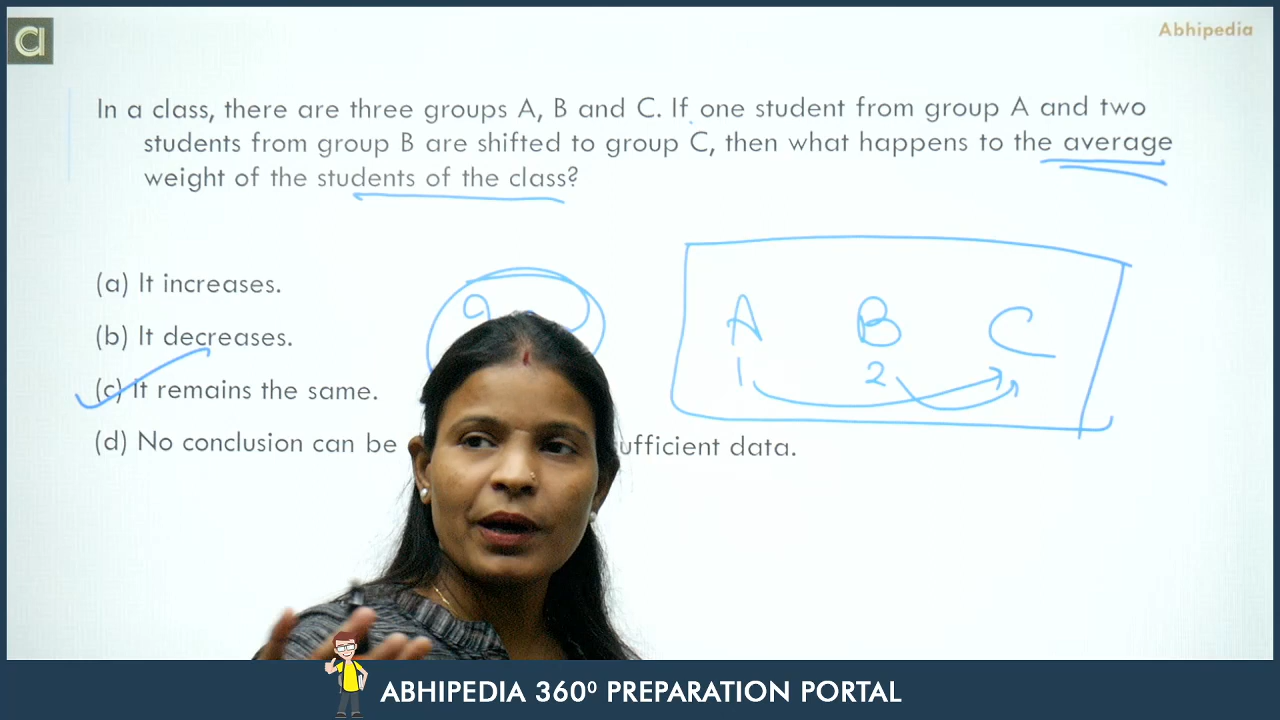 Abhipedia
In a class, there are three groups A, B and C. If one student from group A and two
students from group B are shifted to group C, then what happens to the average
weight of the students of the class?
(a) It increases.
(b) It decreases.
(c) It remains the same.
(d) No conclusion can be ufficient data.
A B C
1 2
ABHIPEDIA 360⁰ PREPARATION PORTAL